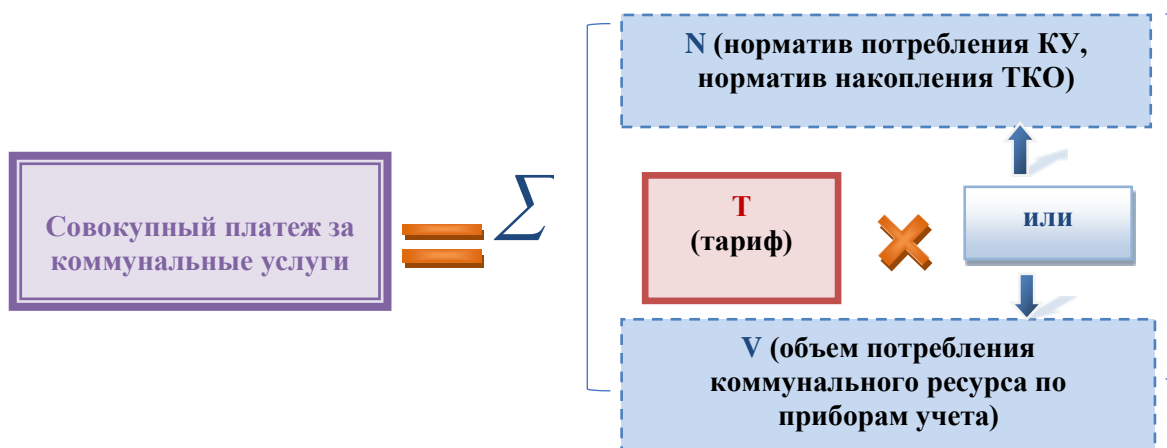 N (норматив потребления КУ,
норматив накопления ТКО)
Совокупный платеж за
коммунальные услуги
=
∑
Т
(тариф)
×
или
V (объем потребления
коммунального ресурса по
приборам учета)